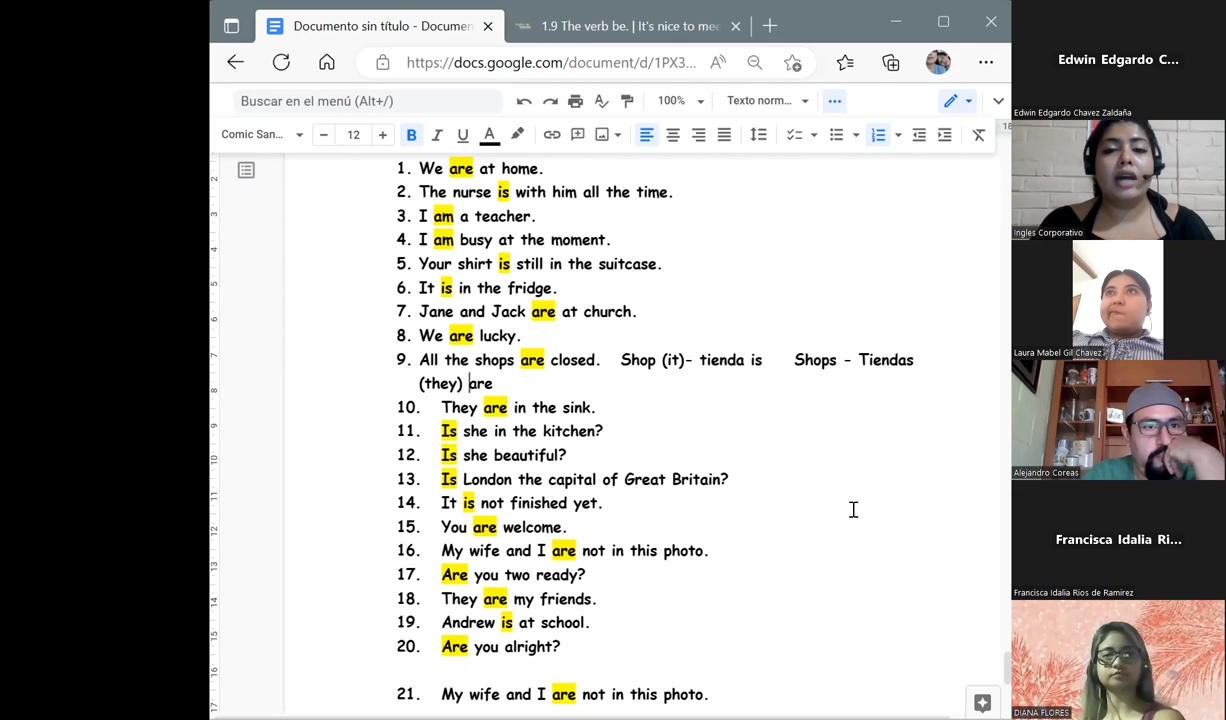 Documento sin título - Documen
1.9 The verb be. | It's nice to mee
https://docs.google.com/document/d/1PX3...
Buscar en el menú (Alt+/)
100%
Texto norm...
Comic San...
12
B
I
U
A
18
1. We are at home.
2. The nurse is with him all the time.
3. I am a teacher.
4. I am busy at the moment.
5. Your shirt is still in the suitcase.
6. It is in the fridge.
7. Jane and Jack are at church.
8. We are lucky.
9. All the shops are closed. Shop (it)- tienda is Shops - Tiendas
(they) are
10. They are in the sink.
11. Is she in the kitchen?
12. Is she beautiful?
13. Is London the capital of Great Britain?
14. It is not finished yet.
15. You are welcome.
16. My wife and I are not in this photo.
17. Are you two ready?
18. They are my friends.
19. Andrew is at school.
20. Are you alright?
21. My wife and I are not in this photo.
Edwin Edgardo C...
Edwin Edgardo Chavez Zaldaña
Ingles Corporativo
Laura Mabel Gil Chavez
Alejandro Coreas
Francisca Idalia Ri...
Francisca Idalia Rios de Ramirez
DIANA FLORES